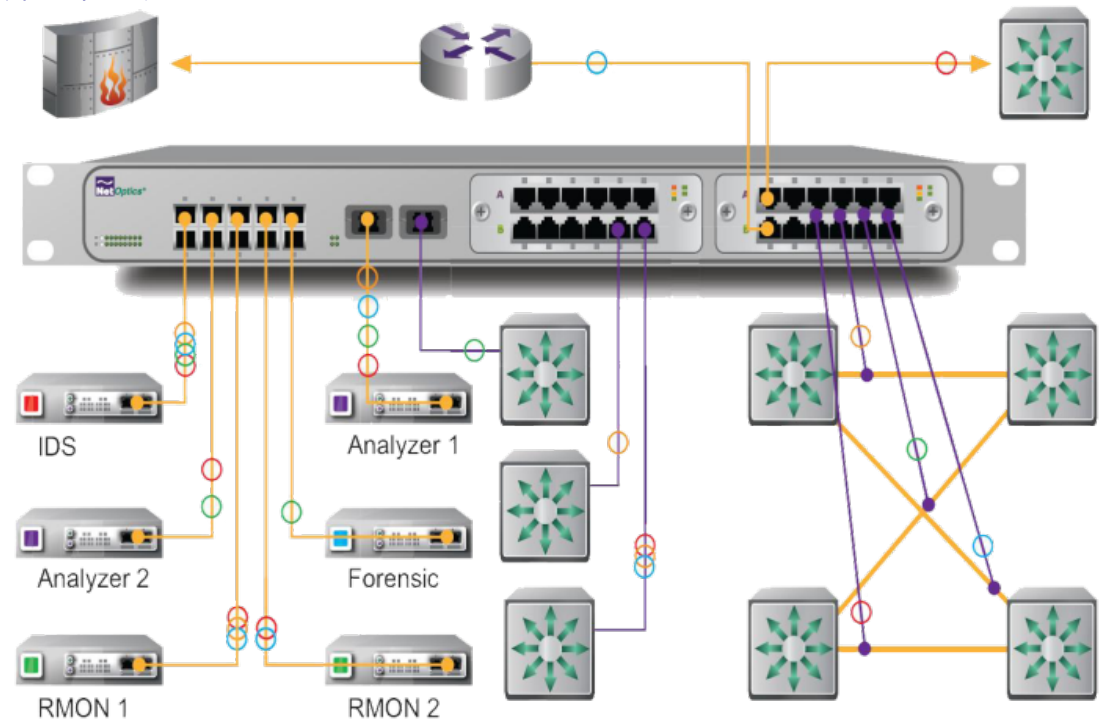 NetOptics®
A
A
B
B
IDS
Analyzer 1
Analyzer 2
Forensic
RMON 1
RMON 2